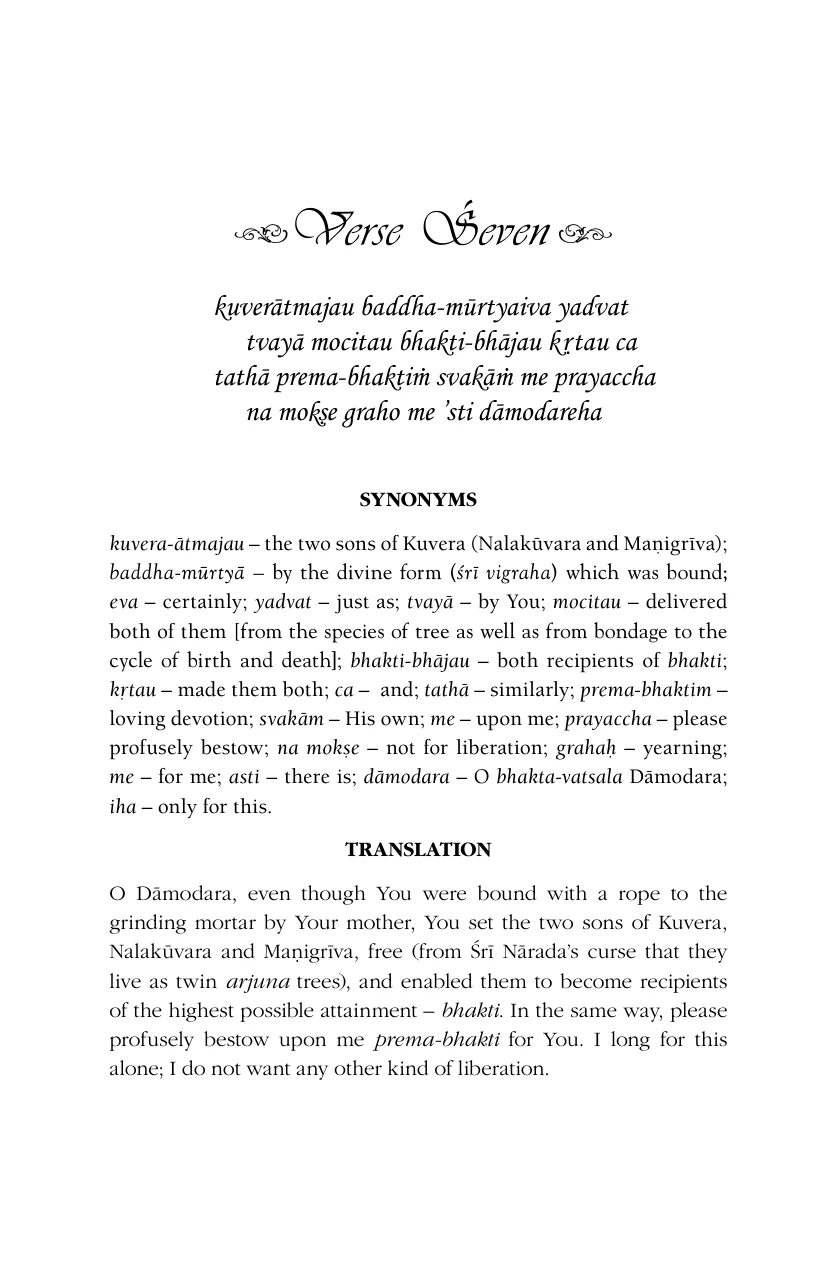 Verse Śeven
kuverātmajau baddha-mūrtyaiva yadvat
tvayā mocitau bhakti-bhājau kṛtau ca
tathā prema-bhaktiṁ svakāṁ me prayaccha
na mokṣe graho me ’sti dāmodareha
SYNONYMS
kuvera-ātmajau – the two sons of Kuvera (Nalakūvara and Maṇigrīva);
baddha-mūrtyā – by the divine form (śrī vigraha) which was bound;
eva – certainly; yadvat – just as; tvayā – by You; mocitau – delivered
both of them [from the species of tree as well as from bondage to the
cycle of birth and death]; bhakti-bhājau – both recipients of bhakti;
kṛtau – made them both; ca – and; tathā – similarly; prema-bhaktim –
loving devotion; svakām – His own; me – upon me; prayaccha – please
profusely bestow; na mokṣe – not for liberation; grahaḥ – yearning;
me – for me; asti – there is; dāmodara – O bhakta-vatsala Dāmodara;
iha – only for this.
TRANSLATION
O Dāmodara, even though You were bound with a rope to the
grinding mortar by Your mother, You set the two sons of Kuvera,
Nalakūvara and Maṇigrīva, free (from Śrī Nārada’s curse that they
live as twin arjuna trees), and enabled them to become recipients
of the highest possible attainment – bhakti. In the same way, please
profusely bestow upon me prema-bhakti for You. I long for this
alone; I do not want any other kind of liberation.